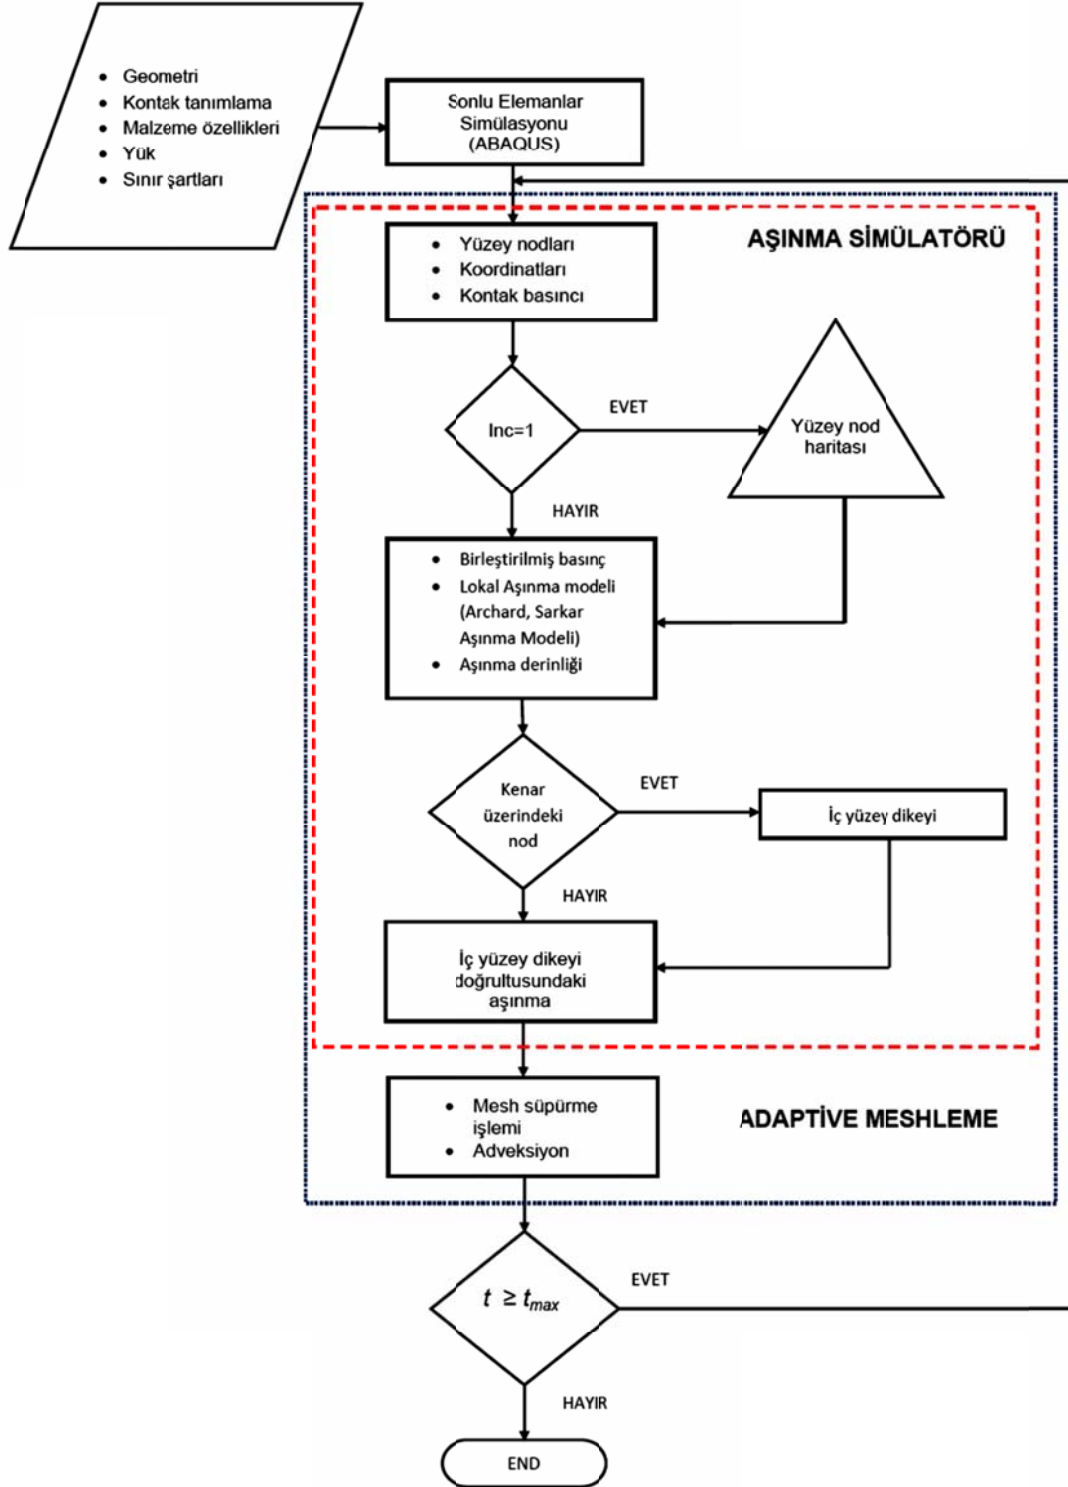 • Geometri
• Kontak tanımlama
• Malzeme özellikleri
• Yük
• Sınır şartları
Sonlu Elemanlar
Simülasyonu
(ABAQUS)
AŞINMA SİMÜLATÖRÜ
• Yüzey nodları
• Koordinatları
• Kontak basıncı
Inc=1
EVET
Yüzey nod
haritası
HAYIR
• Birleştirilmiş basınç
• Lokal Aşınma modeli
(Archard, Sarkar
Aşınma Modeli)
• Aşınma derinliği
Kenar
üzerindeki
nod
EVET
İç yüzey dikeyi
HAYIR
İç yüzey dikeyi
doğrultusundaki
aşınma
• Mesh süpürme
işlemi
• Adveksiyon
ADAPTİVE MESHLEME
t ≥ tmax
EVET
HAYIR
END